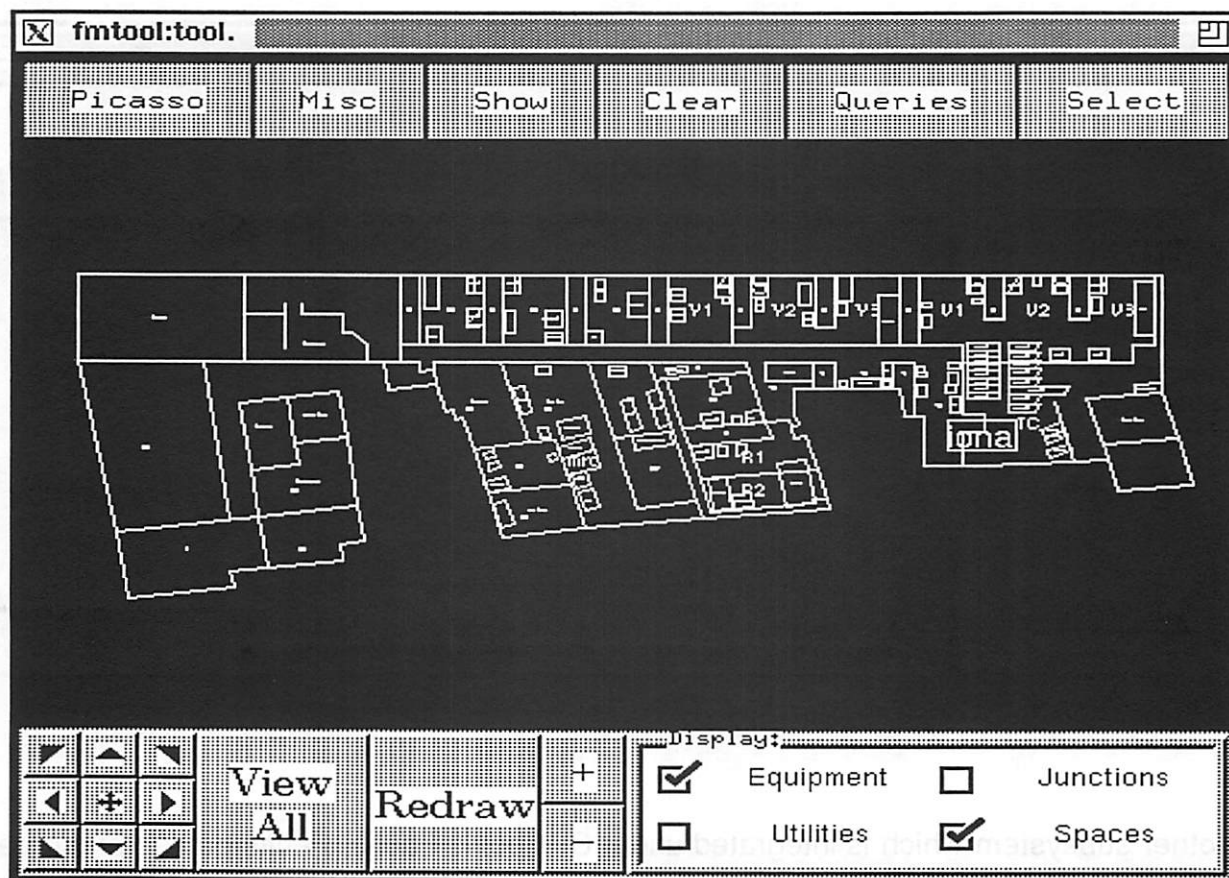 fmtool:tool.
Picasso Misc Show Clear Queries Select
V1 V2 V3 V1 V2 V3
TC
iona
R1
R2
Display:
View All
Redraw
+
-
Equipment Junctions
Utilities Spaces